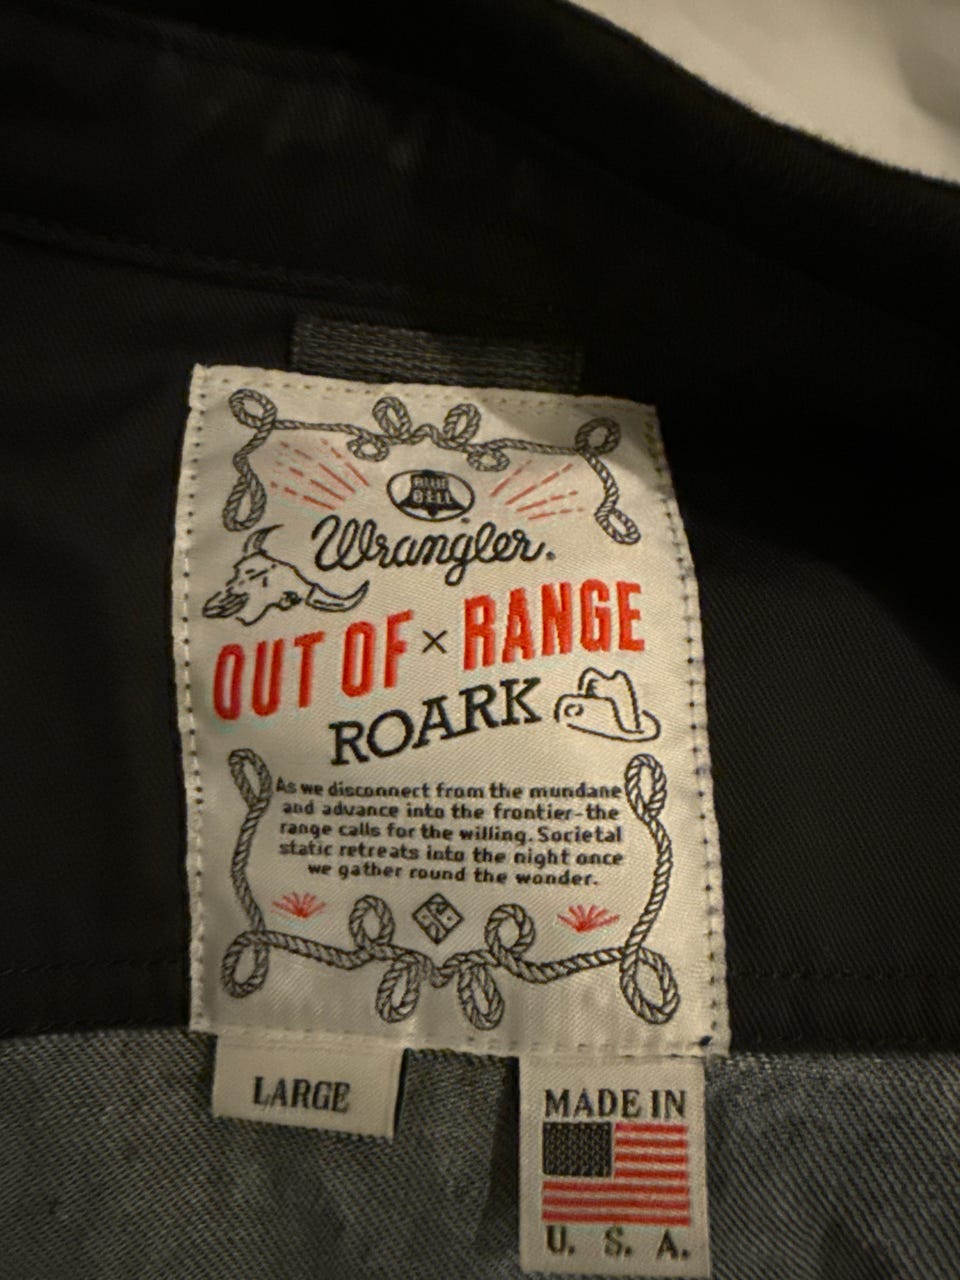 BLUE
BELL
Wrangler.
OUT OF × RANGE
ROARK
As we disconnect from the mundane
and advance into the frontier-the
range calls for the willing. Societal
static retreats into the night once
we gather round the wonder.
LARGE
MADE IN
U. S. A.